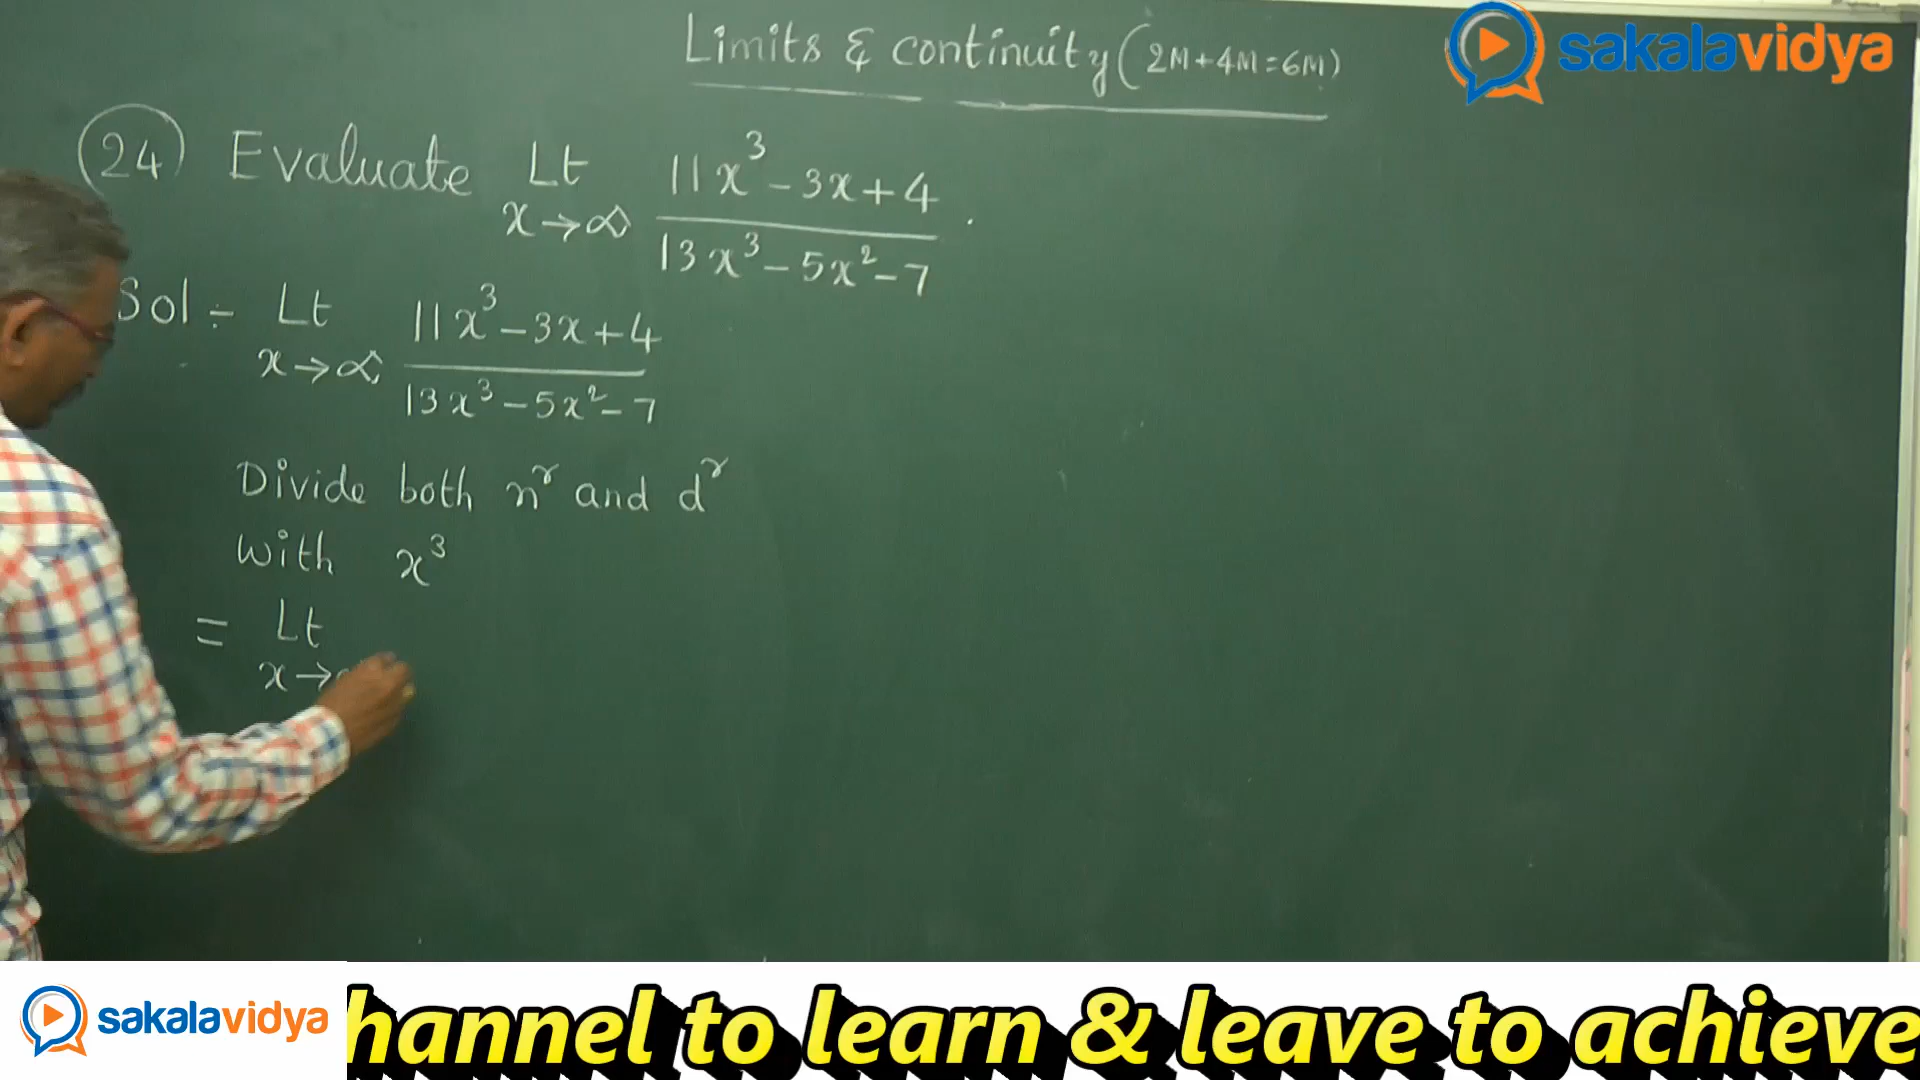 Limits & continuity (2M+4M=6M)
sakalavidya
24 Evaluate Lt x→∞ 11x³ - 3x + 4 / 13x³ - 5x² - 7 .
Sol ÷ Lt x→∞ 11x³ - 3x + 4 / 13x³ - 5x² - 7
Divide both nʳ and dʳ
With x³
= Lt
x→
sakalavidya
hannel to learn & leave to achieve